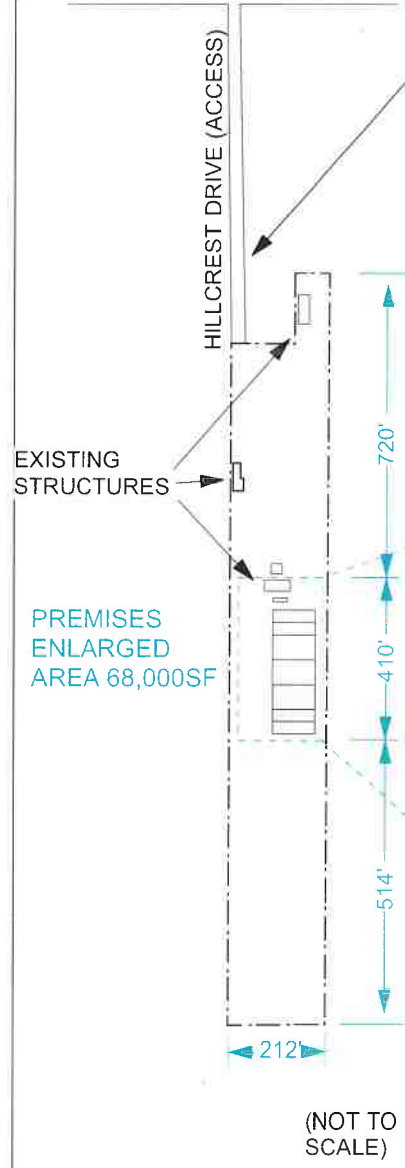 HILLCREST DRIVE (ACCESS)
720'
EXISTING
STRUCTURES
PREMISES
ENLARGED
AREA 68,000SF
410'
514'
212'
(NOT TO
SCALE)